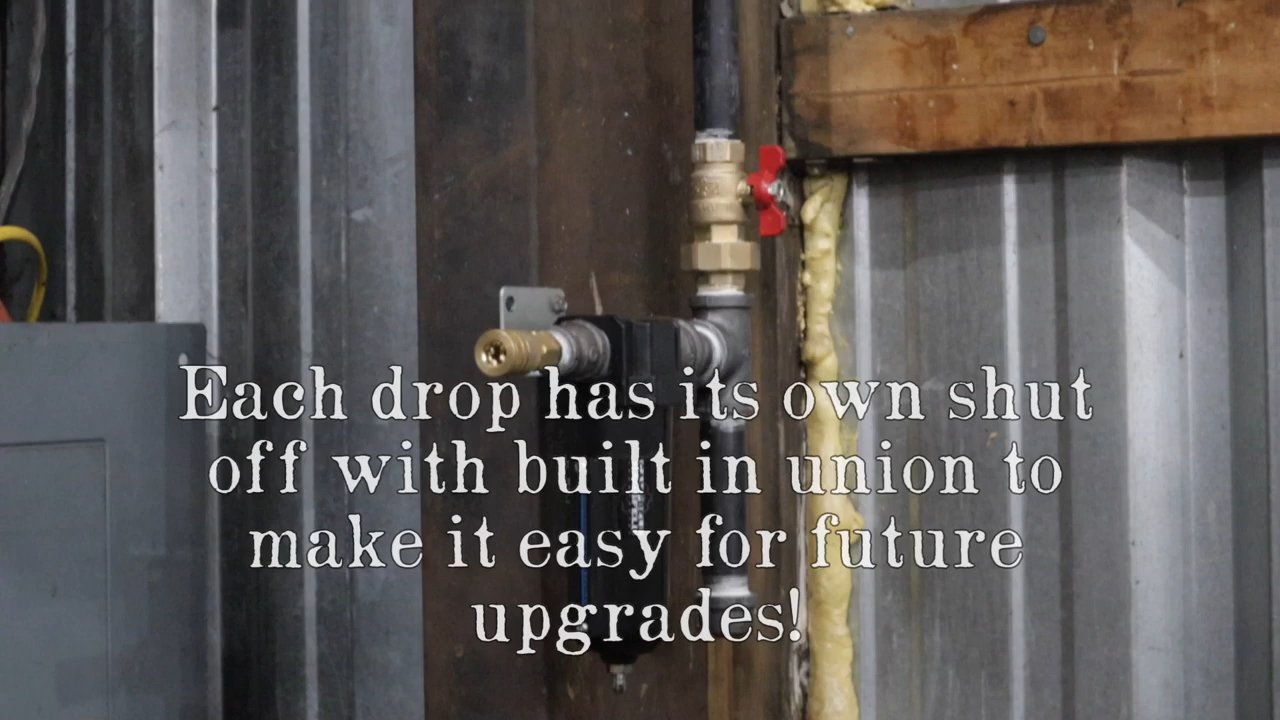 Each drop has its own shut
off with built in union to
make it easy for future
upgrades!